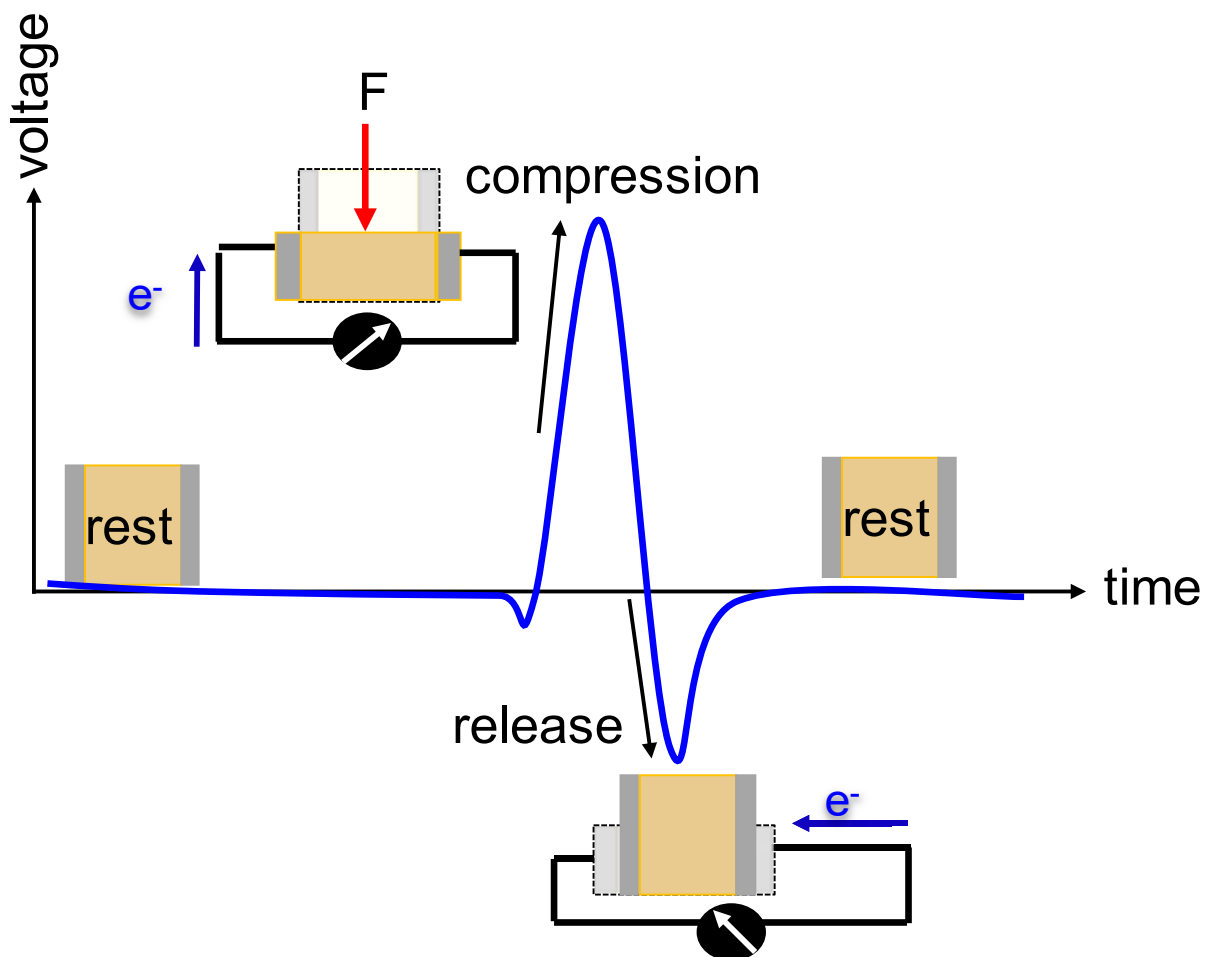 voltage
F
compression
e-
rest
rest
time
release
e-